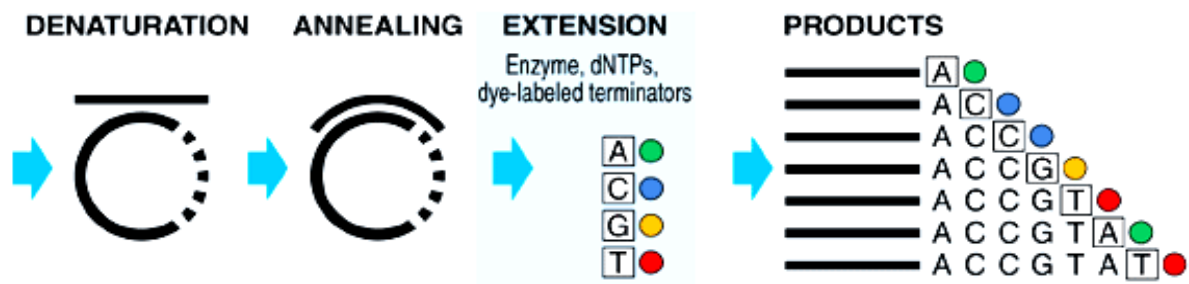 DENATURATION
ANNEALING
EXTENSION
Enzyme, dNTPs,
dye-labeled terminators
A
C
G
T
PRODUCTS
A
A C
A C C
A C C G
A C C G T
A C C G T A
A C C G T A T